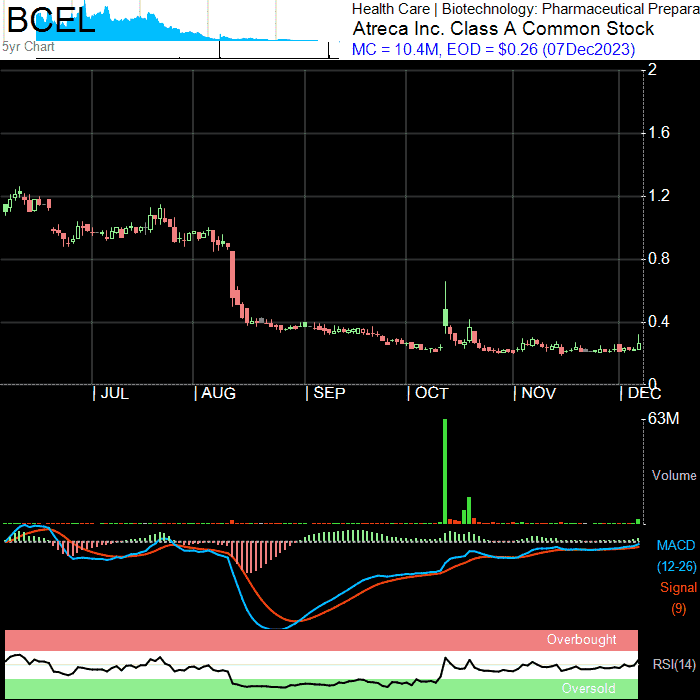 BCEL
5yr Chart
Health Care | Biotechnology: Pharmaceutical Prepara
Atreca Inc. Class A Common Stock
MC = 10.4M, EOD = $0.26 (07Dec2023)
2
1.6
1.2
0.8
0.4
0
| JUL | AUG | SEP | OCT | NOV | DEC
63M
Volume
MACD
(12-26)
Signal
(9)
Overbought
RSI(14)
Oversold